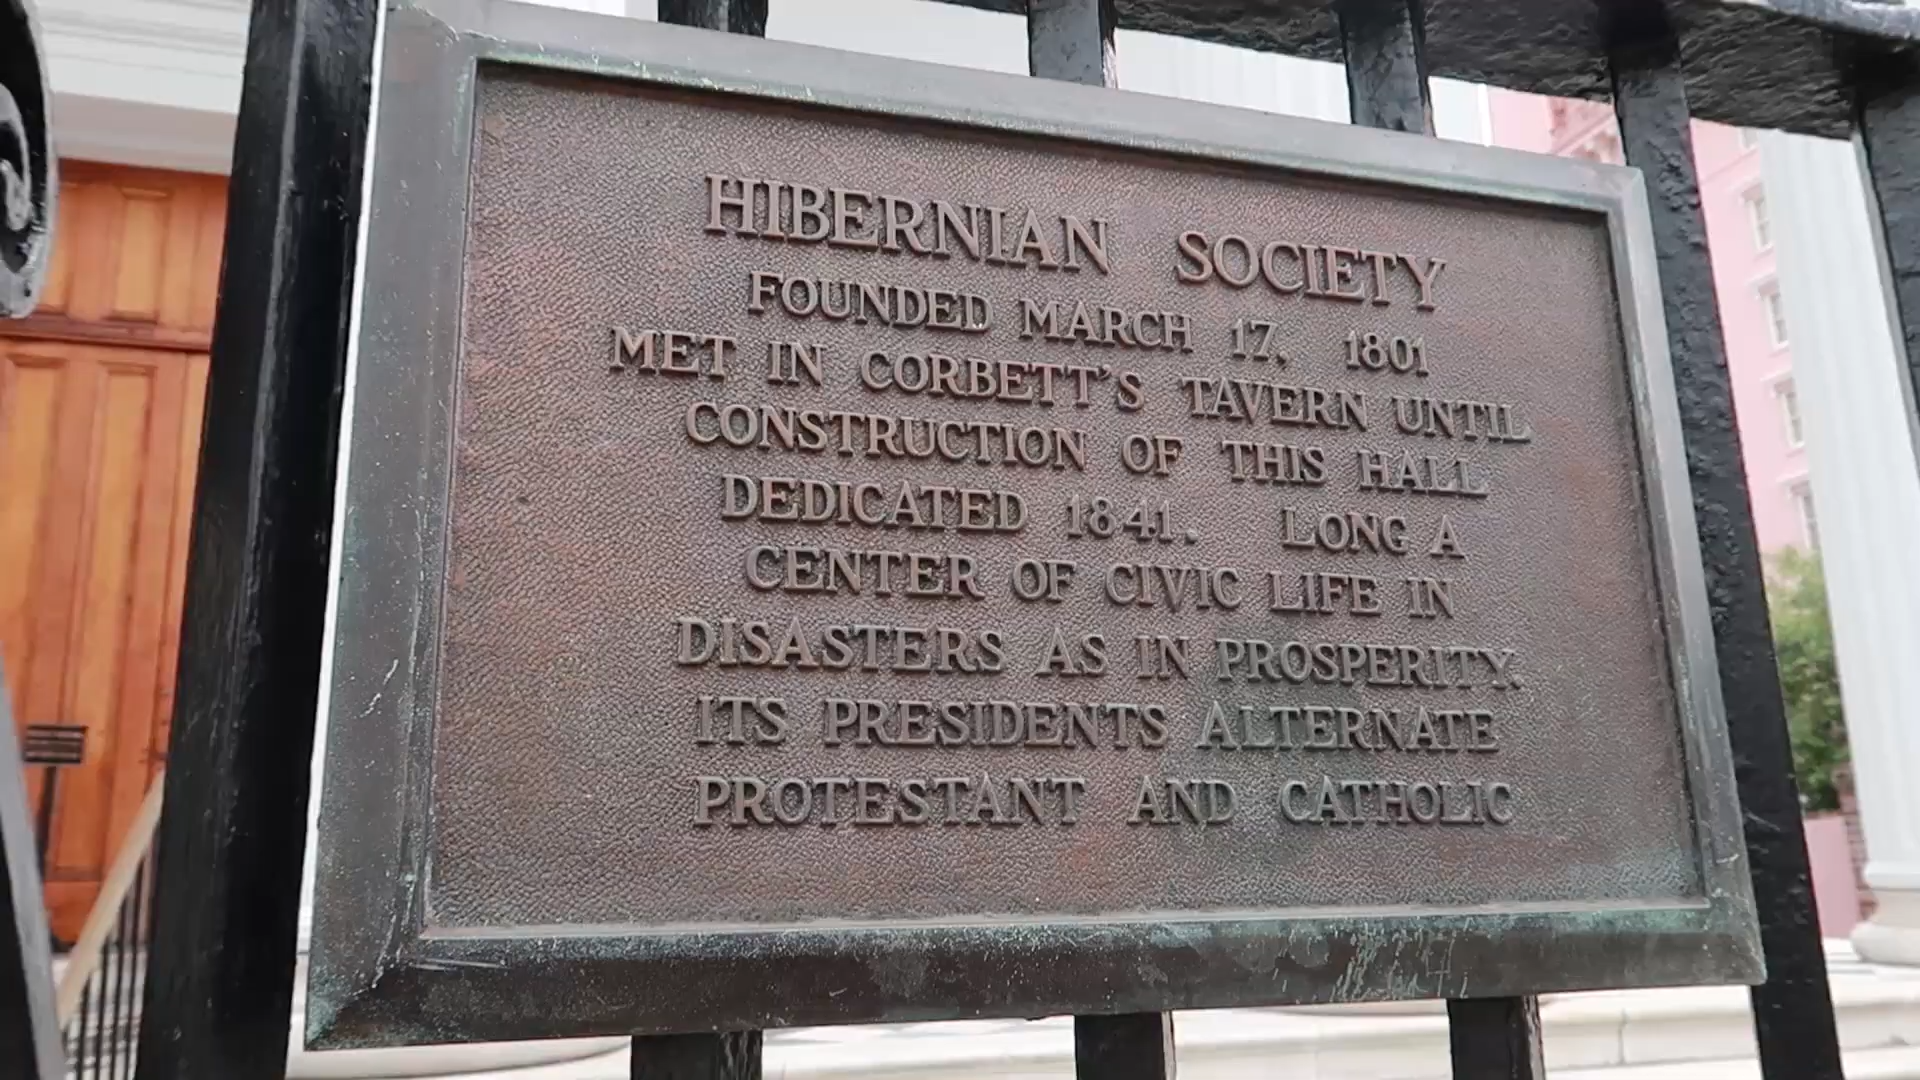 HIBERNIAN SOCIETY
FOUNDED MARCH 17, 1801
MET IN CORBETT'S TAVERN UNTIL
CONSTRUCTION OF THIS HALL
DEDICATED 1841. LONG A
CENTER OF CIVIC LIFE IN
DISASTERS AS IN PROSPERITY.
ITS PRESIDENTS ALTERNATE
PROTESTANT AND CATHOLIC